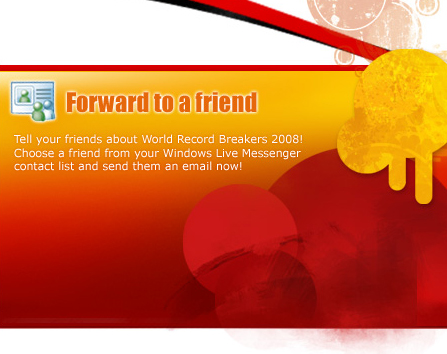 Forward to a friend
Tell your friends about World Record Breakers 2008!
Choose a friend from your Windows Live Messenger
contact list and send them an email now!